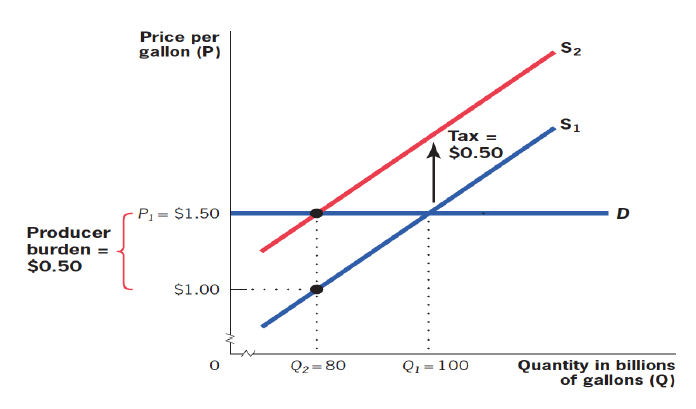 Price per
gallon (P)
S₂
S₁
Tax =
$0.50
P₁ = $1.50
D
Producer
burden =
$0.50
$1.00
0
Q₂ = 80
Q₁ = 100
Quantity in billions
of gallons (Q)